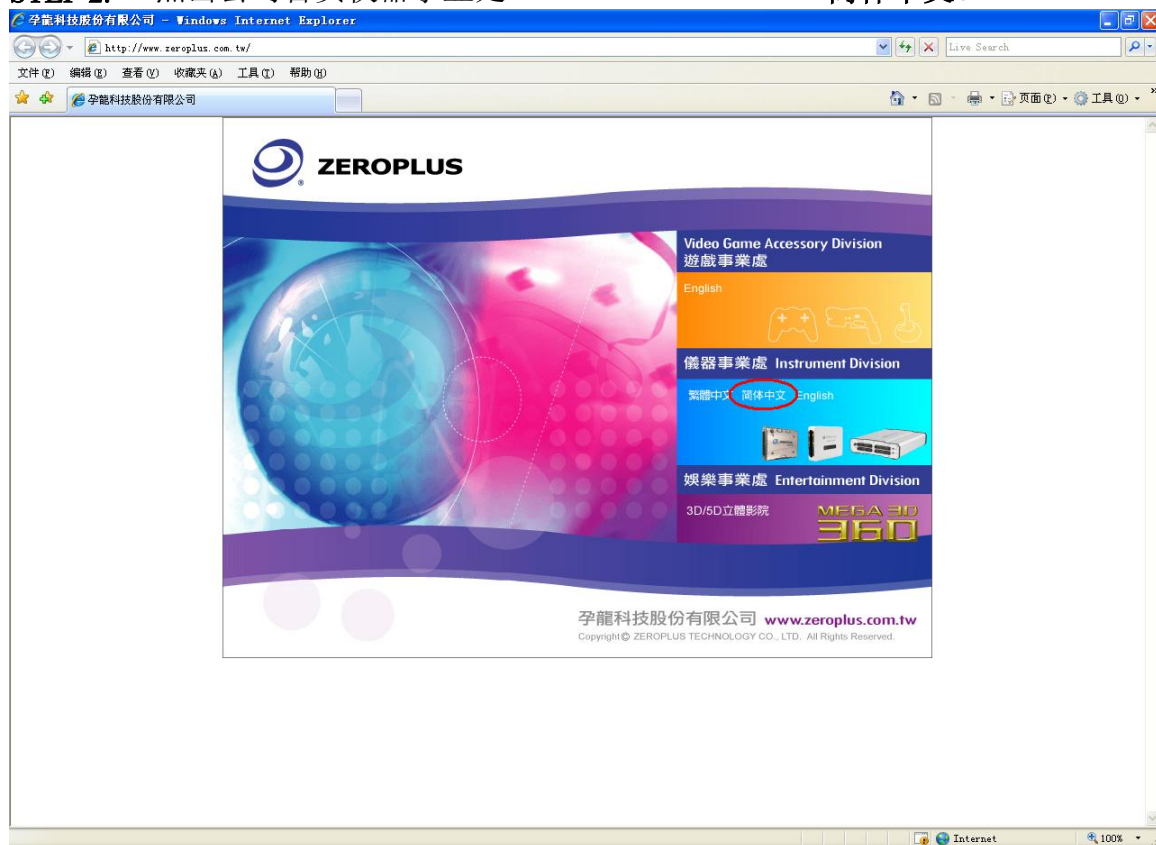 孕龍科技股份有限公司 - Windows Internet Explorer
http://www.zeroplus.com.tw/
Live Search
文件(F) 编辑(E) 查看(V) 收藏夹(A) 工具(T) 帮助(H)
孕龍科技股份有限公司
页面(P) 工具(O) »
ZEROPLUS
Video Game Accessory Division
遊戲事業處
English
儀器事業處 Instrument Division
繁體中文 简体中文 English
娛樂事業處 Entertainment Division
3D/5D立體影院 MEGA 3D
360
孕龍科技股份有限公司 www.zeroplus.com.tw
Copyright© ZEROPLUS TECHNOLOGY CO., LTD. All Rights Reserved.
Internet 100%